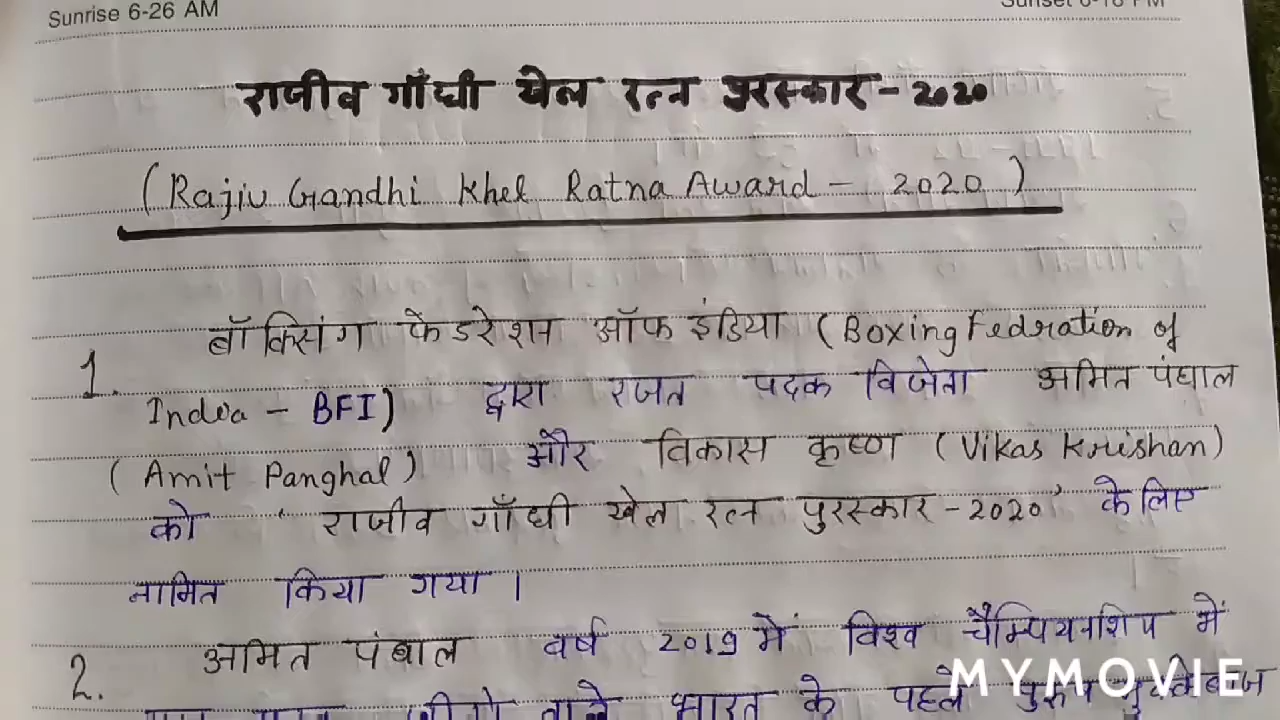 Sunrise 6-26 AM
राजीव गाँधी खेल रत्न पुरस्कार - 2020
(Rajiv Gandhi Khel Ratna Award - 2020)
1. बॉक्सिंग फेडरेशन ऑफ इंडिया (Boxing Fedration of
India - BFI) द्वारा रजत पदक विजेता अमित पंघाल
(Amit Panghal) और विकास कृष्ण (Vikas Krishan)
को ' राजीव गाँधी खेल रत्न पुरस्कार - 2020' के लिए
नामित किया गया ।
2. अमित पंघाल वर्ष 2019 में विश्व चैम्पियनशिप में
वाले भारत के पहले पुरुष मुक्केबाज
MYMOVIE